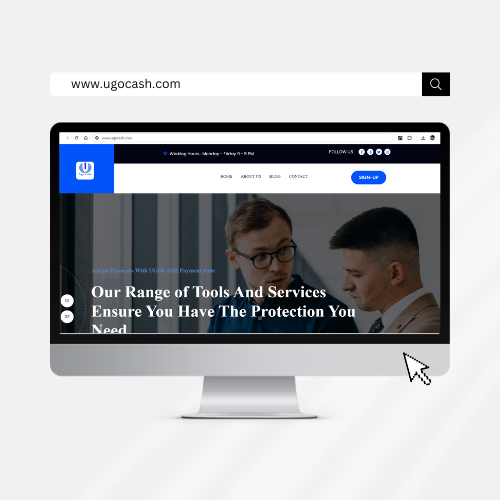 www.ugocash.com
www.ugocash.com
Working Hours: Monday - Friday 9 - 5 PM
FOLLOW US
HOME ABOUT US BLOG CONTACT
SIGN-UP
Accept Payments With UGOCASH Payment Suite
Our Range of Tools And Services
Ensure You Have The Protection You
Need
01
02